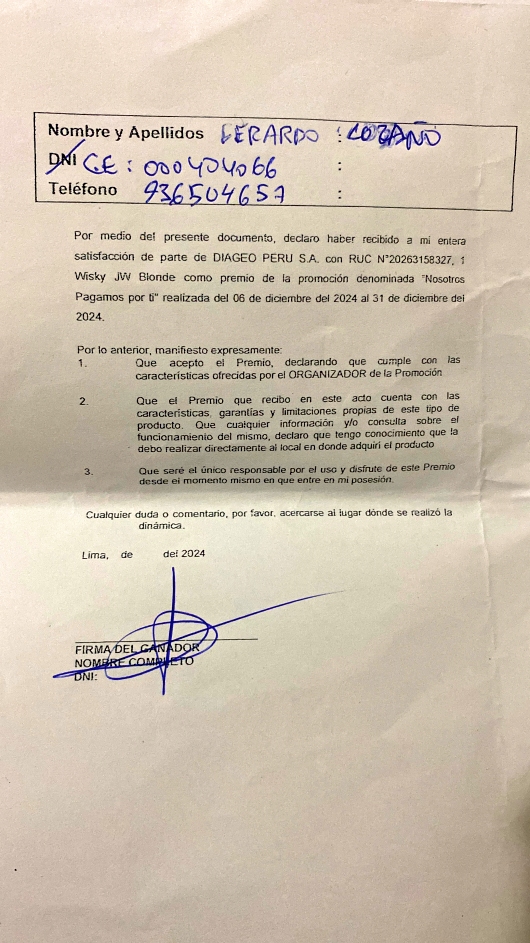 Nombre y Apellidos GERARDO : LOZAÑO
DNI CE : 000404066 :
Teléfono 936504657 :
Por medio del presente documento, declaro haber recibido a mi entera
satisfacción de parte de DIAGEO PERU S.A. con RUC N°20263158327, 1
Wisky JW Blonde como premio de la promoción denominada "Nosotros
Pagamos por ti" realizada del 06 de diciembre del 2024 al 31 de diciembre del
2024.
Por lo anterior, manifiesto expresamente:
1. Que acepto el Premio, declarando que cumple con las
características ofrecidas por el ORGANIZADOR de la Promoción
2. Que el Premio que recibo en este acto cuenta con las
características, garantías y limitaciones propias de este tipo de
producto. Que cualquier información y/o consulta sobre el
funcionamiento del mismo, declaro que tengo conocimiento que la
debo realizar directamente al local en donde adquirí el producto
3. Que seré el único responsable por el uso y disfrute de este Premio
desde el momento mismo en que entre en mi posesión.
Cualquier duda o comentario, por favor, acercarse al lugar dónde se realizó la
dinámica.
Lima, de del 2024
FIRMA DEL GANADOR
NOMBRE COMPLETO
DNI: